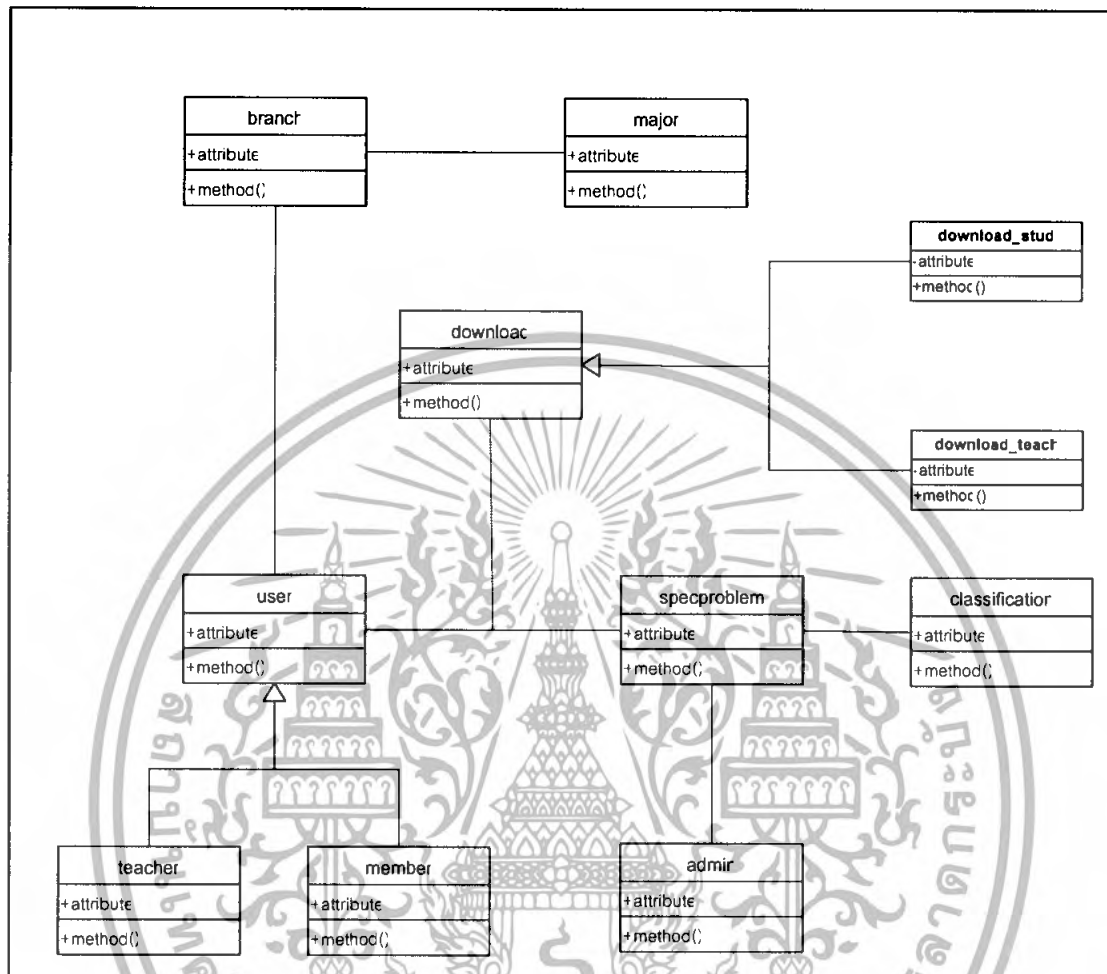 branch
+attribute
+method()
major
+attribute
+method()
download_stud
-attribute
+method()
download
+attribute
+method()
download_teach
-attribute
+method()
user
+attribute
+method()
specproblem
+attribute
+method()
classification
+attribute
+method()
teacher
+attribute
+method()
member
+attribute
+method()
admin
+attribute
+method()